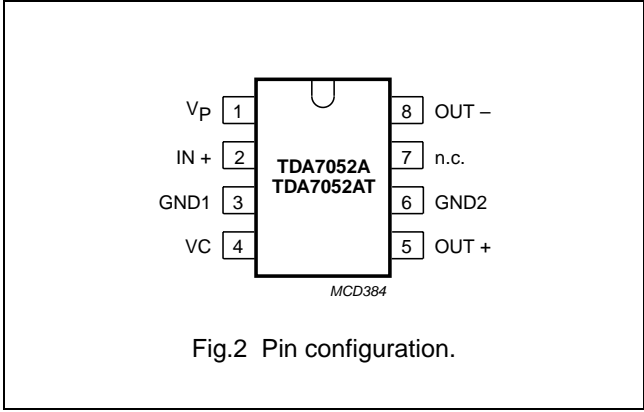 VP 1 8 OUT –
IN + 2 7 n.c.
TDA7052A
TDA7052AT
GND1 3 6 GND2
VC 4 5 OUT +
MCD384
Fig.2 Pin configuration.